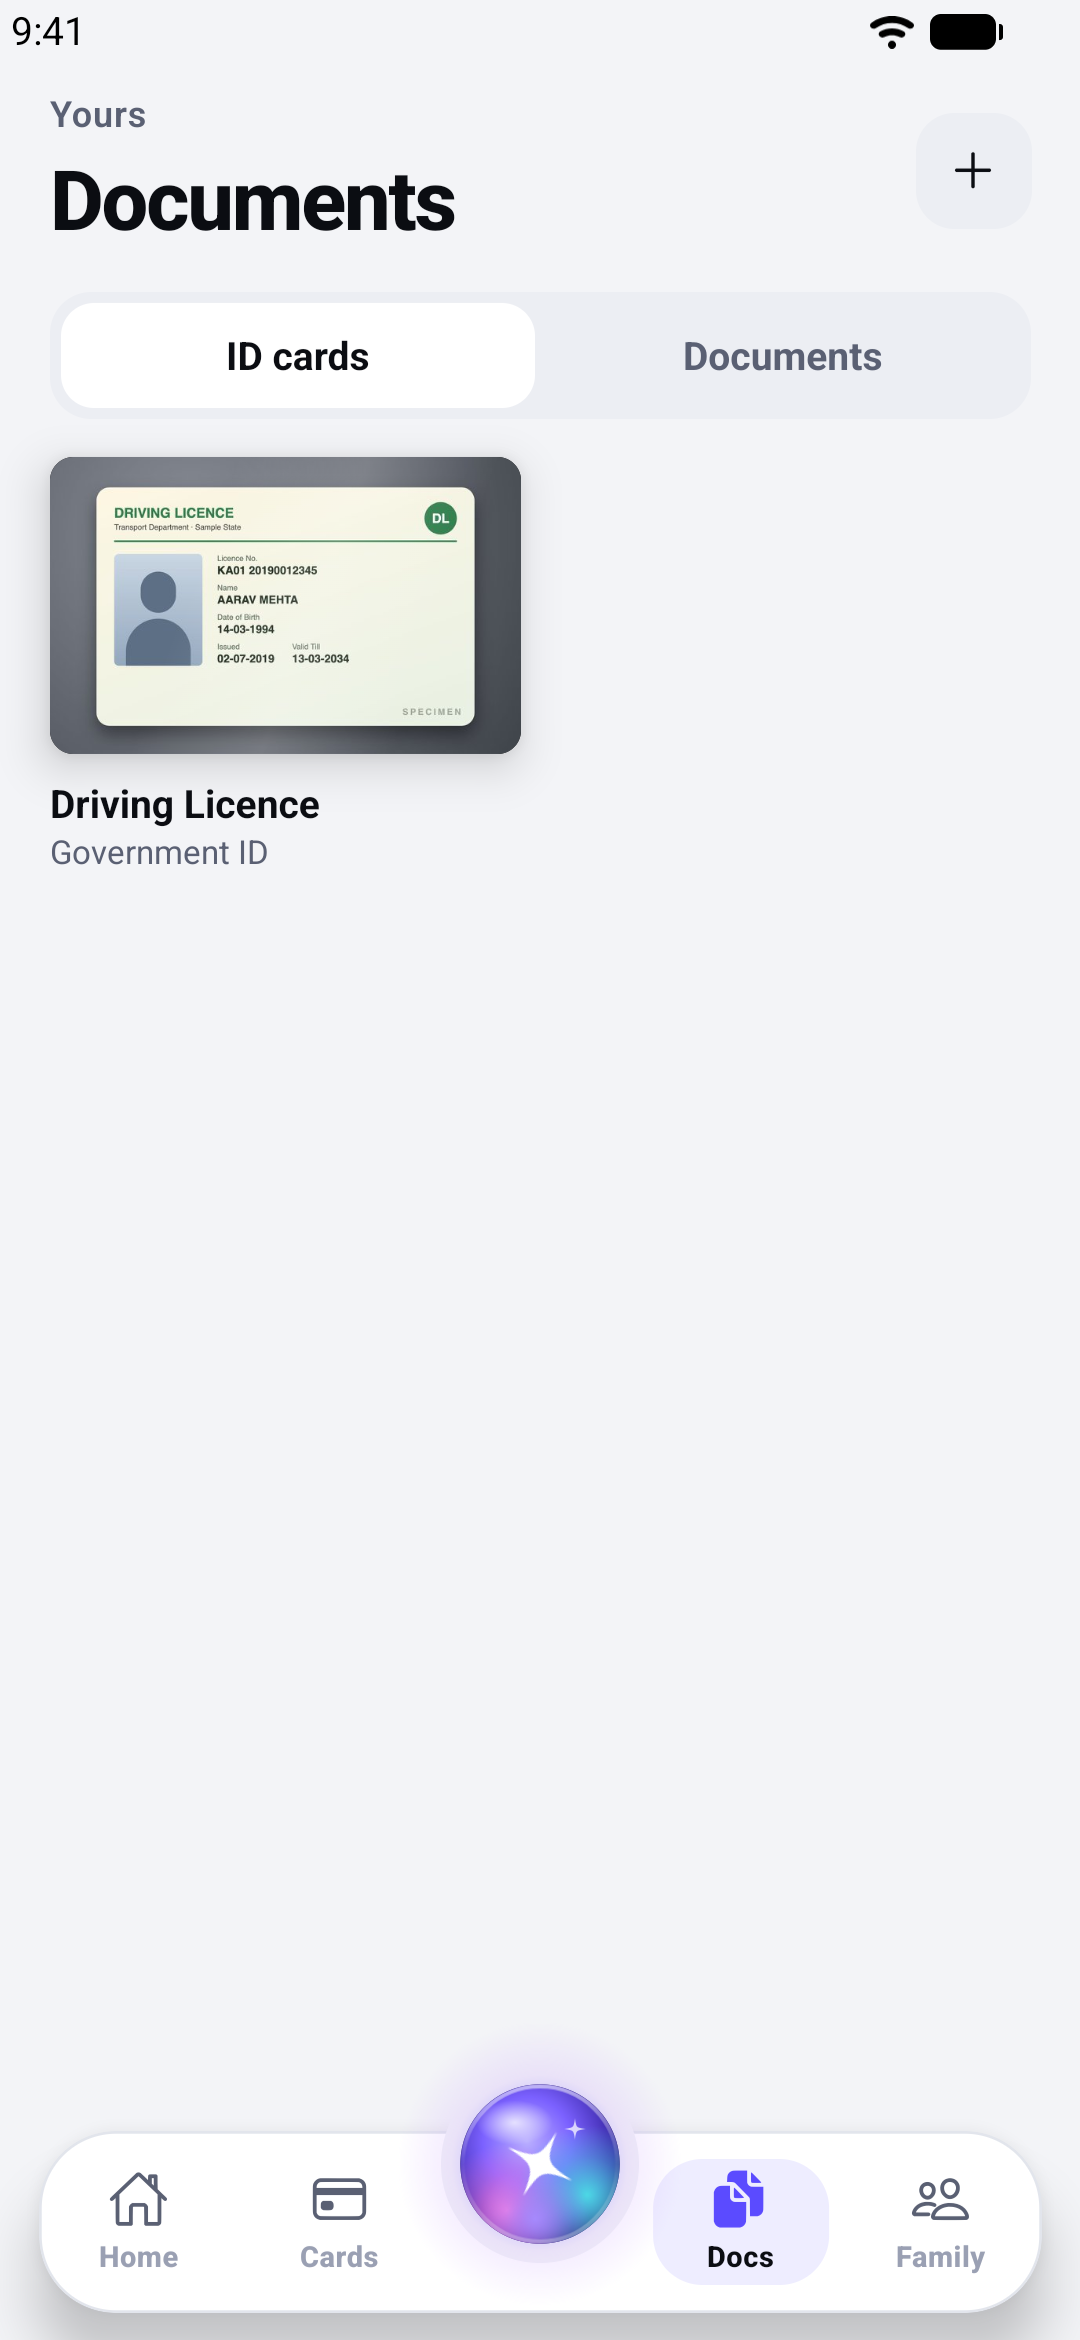 9:41
Yours
Documents
ID cards
Documents
DRIVING LICENCE
Transport Department · Sample State
DL
Licence No.
KA01 20190012345
Name
AARAV MEHTA
Date of Birth
14-03-1994
Issued Valid Till
02-07-2019 13-03-2034
SPECIMEN
Driving Licence
Government ID
Home
Cards
Docs
Family